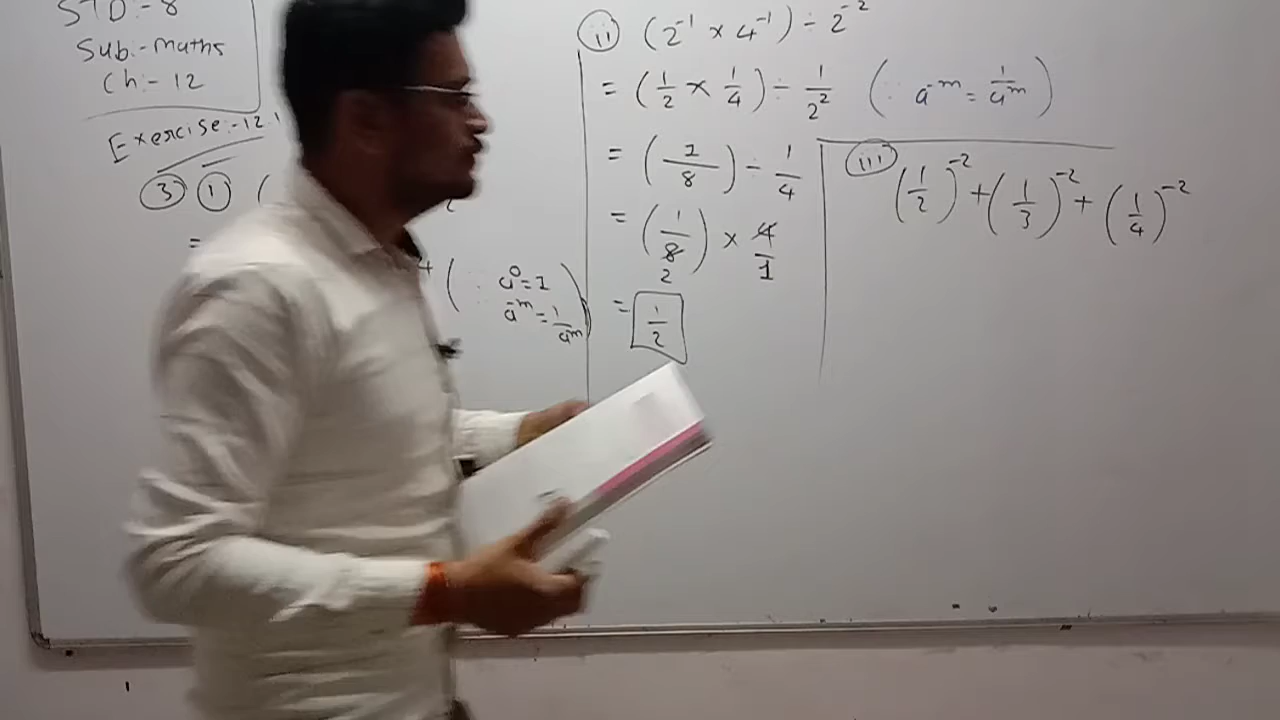 STD:- 8
Sub:- maths
Ch:- 12
Exercise:- 12.1
③ ① (
=
( ∵ a⁰ = 1
a⁻ᵐ = 1/aᵐ )
ii (2⁻¹ × 4⁻¹) ÷ 2⁻²
= (1/2 × 1/4) ÷ 1/2² (∵ a⁻ᵐ = 1/aᵐ)
= (1/8) ÷ 1/4
= (1/8) × 4/1
2
= 1/2
iii (1/2)⁻² + (1/3)⁻² + (1/4)⁻²